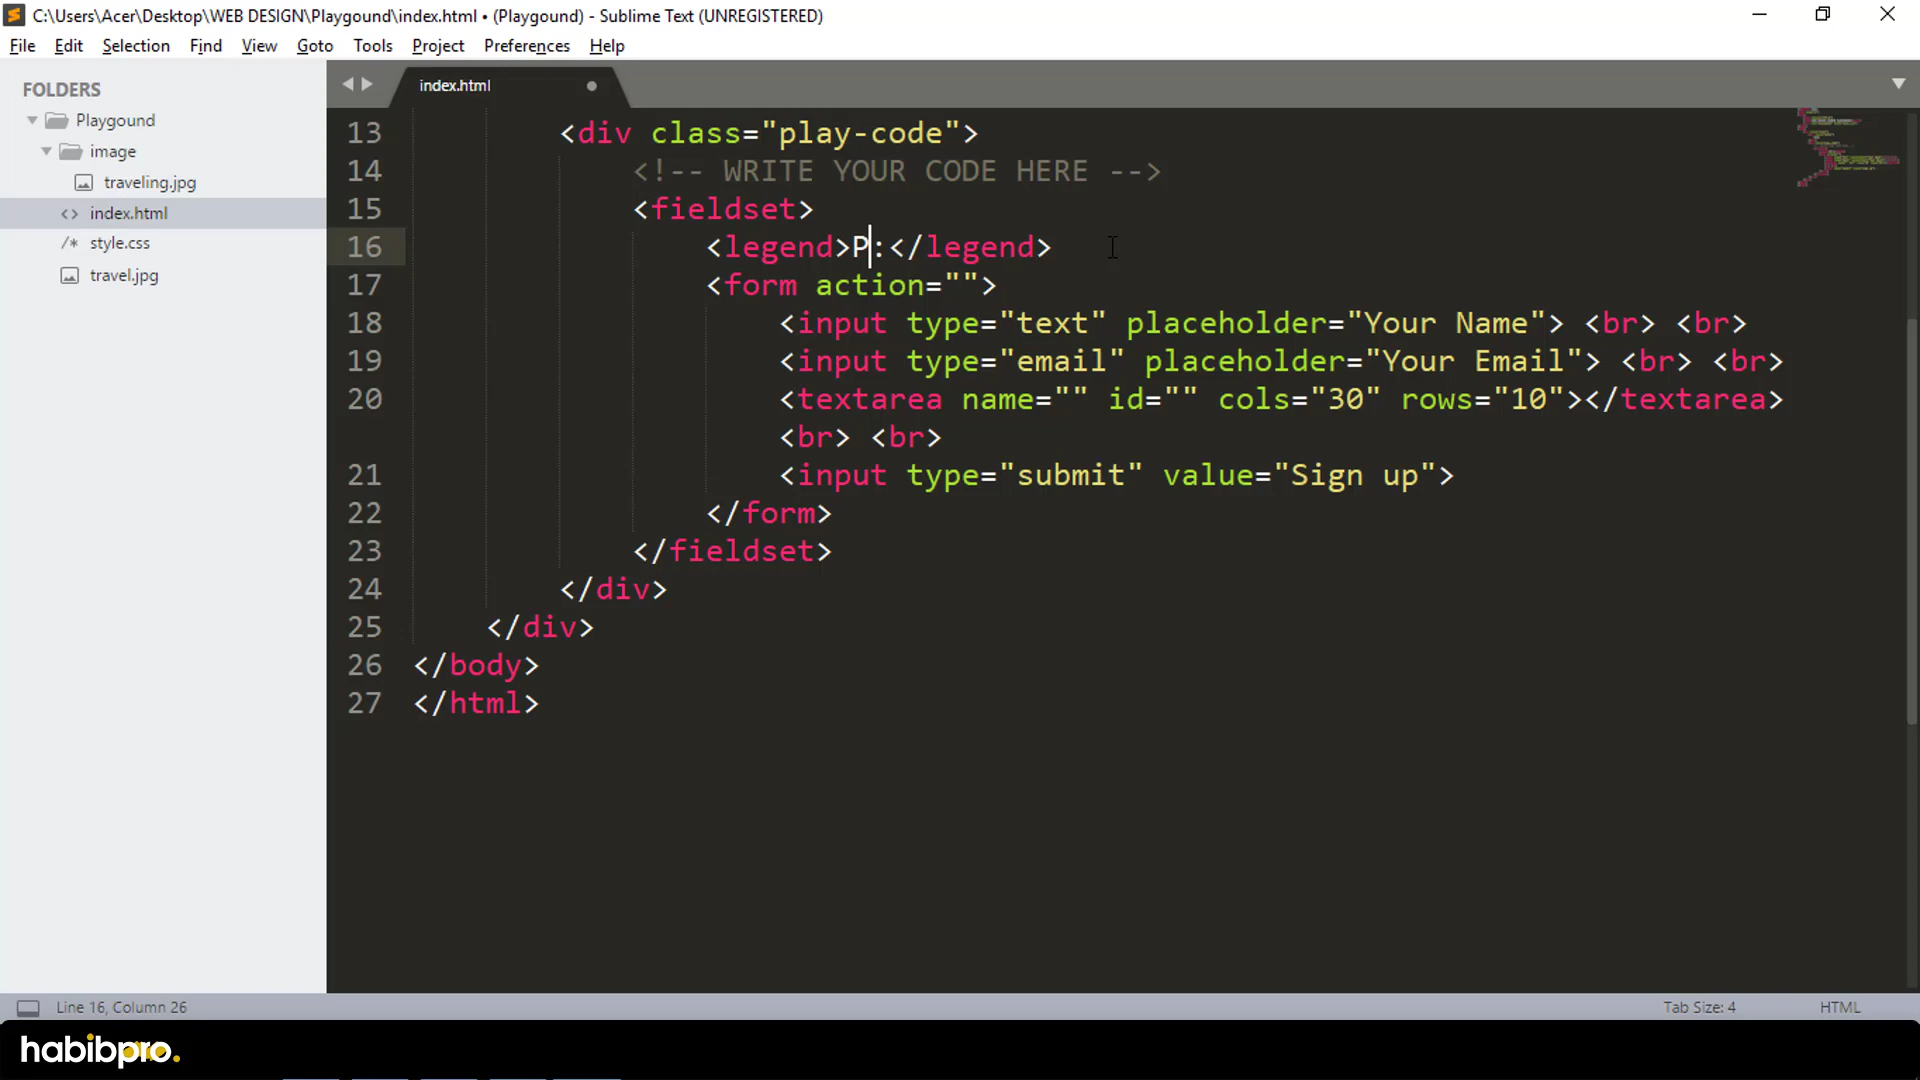 C:\Users\Acer\Desktop\WEB DESIGN\Playgound\index.html • (Playgound) - Sublime Text (UNREGISTERED)
File Edit Selection Find View Goto Tools Project Preferences Help
FOLDERS
Playgound
image
traveling.jpg
<> index.html
/* style.css
travel.jpg
index.html
13 <div class="play-code">
14 <!-- WRITE YOUR CODE HERE -->
15 <fieldset>
16 <legend>P:</legend>
17 <form action="">
18 <input type="text" placeholder="Your Name"> <br> <br>
19 <input type="email" placeholder="Your Email"> <br> <br>
20 <textarea name="" id="" cols="30" rows="10"></textarea>
<br> <br>
21 <input type="submit" value="Sign up">
22 </form>
23 </fieldset>
24 </div>
25 </div>
26 </body>
27 </html>
Line 16, Column 26
Tab Size: 4
HTML
habibpro.